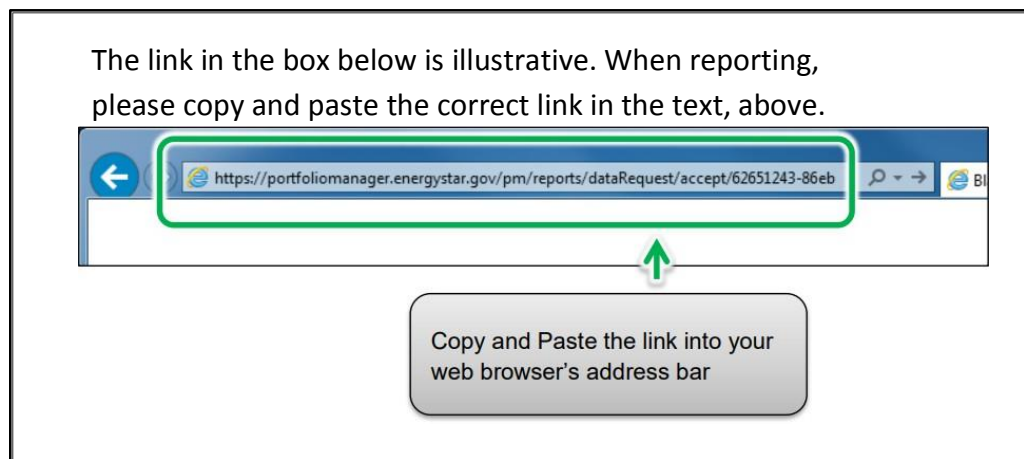 The link in the box below is illustrative. When reporting,
please copy and paste the correct link in the text, above.
https://portfoliomanager.energystar.gov/pm/reports/dataRequest/accept/62651243-86eb
Bl
Copy and Paste the link into your
web browser's address bar